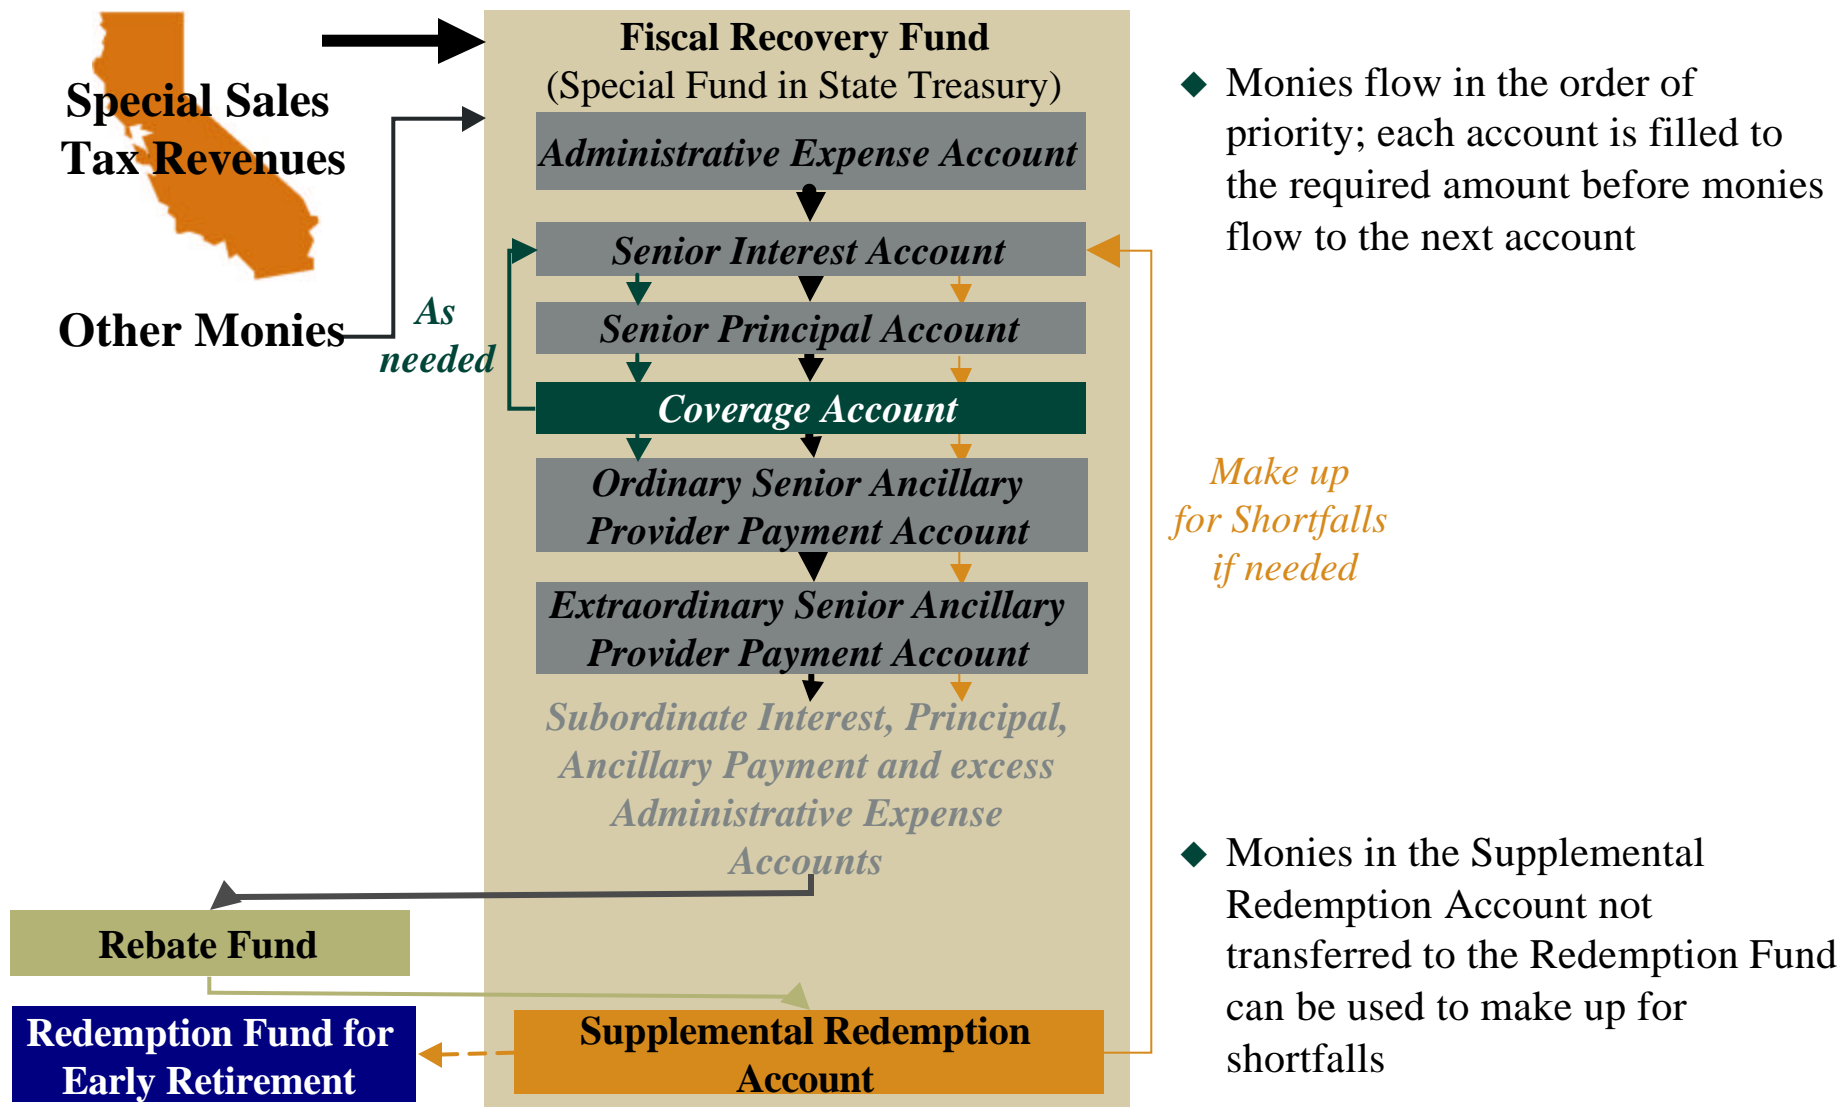 Fiscal Recovery Fund
(Special Fund in State Treasury)
Special Sales
Tax Revenues
Other Monies
As
needed
Administrative Expense Account
Senior Interest Account
Senior Principal Account
Coverage Account
Ordinary Senior Ancillary
Provider Payment Account
Extraordinary Senior Ancillary
Provider Payment Account
Subordinate Interest, Principal,
Ancillary Payment and excess
Administrative Expense
Accounts
Rebate Fund
Redemption Fund for
Early Retirement
Supplemental Redemption
Account
Monies flow in the order of
priority; each account is filled to
the required amount before monies
flow to the next account
Make up
for Shortfalls
if needed
Monies in the Supplemental
Redemption Account not
transferred to the Redemption Fund
can be used to make up for
shortfalls